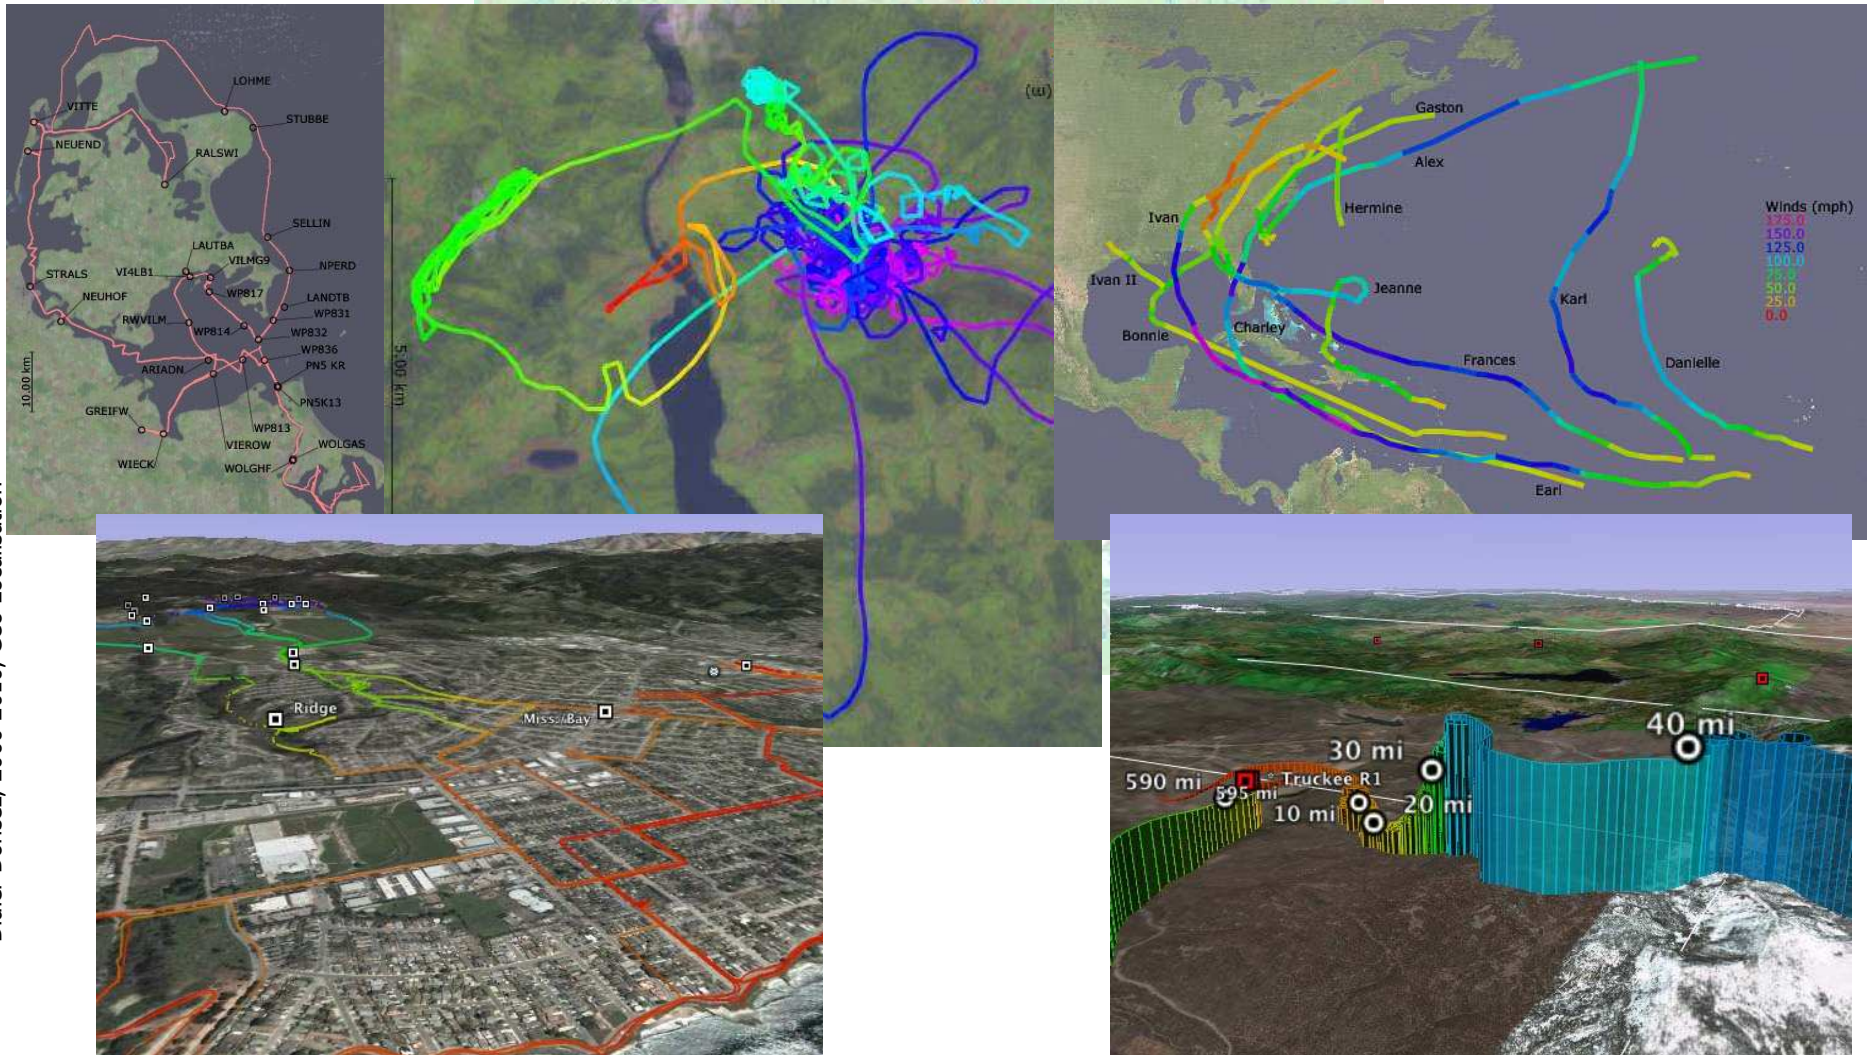 LOHME
VITTE
STUBBE
NEUEND
RALSWI
SELLIN
LAUTBA
VI4LB1
VILMG9
NPERD
STRALS
NEUHOF
WP817
LANDTB
RWVILM
WP831
WP814
WP832
WP836
ARIADN
PN5 KR
10.00 km
PN5K13
GREIFW
WP813
VIEROW
WOLGAS
WIECK
WOLGHF
(m)
5.00 km
Gaston
Alex
Hermine
Ivan
Ivan II
Jeanne
Karl
Bonnie
Charley
Frances
Danielle
Earl
Winds (mph)
175.0
150.0
125.0
100.0
75.0
50.0
25.0
0.0
Ridge
Miss./Bay
40 mi
30 mi
590 mi
Truckee R1
595 mi
10 mi
20 mi